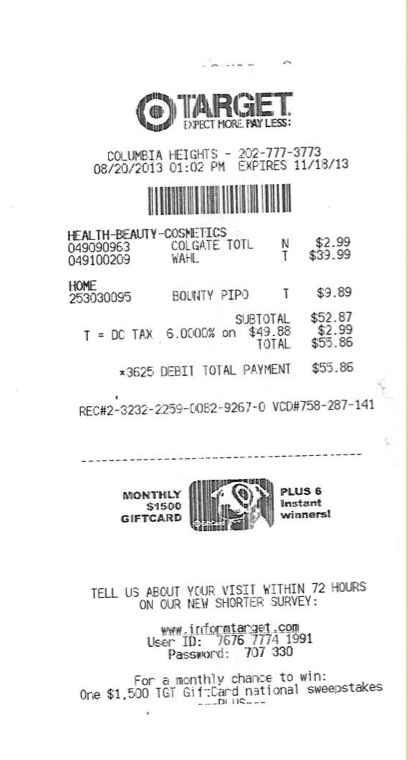 TARGET
EXPECT MORE. PAY LESS:
COLUMBIA HEIGHTS - 202-777-3773
08/20/2013 01:02 PM EXPIRES 11/18/13
HEALTH-BEAUTY-COSMETICS
049090963 COLGATE TOTL N $2.99
049100209 WAHL T $39.99
HOME
253030095 BOUNTY PIPO T $9.89
SUBTOTAL $52.87
T = DC TAX 6.0000% on $49.88 $2.99
TOTAL $55.86
*3625 DEBIT TOTAL PAYMENT $55.86
REC#2-3232-2259-0082-9267-0 VCD#758-287-141
MONTHLY
$1500
GIFTCARD
PLUS 6
instant
winners!
TELL US ABOUT YOUR VISIT WITHIN 72 HOURS
ON OUR NEW SHORTER SURVEY:
www.informtarget.com
User ID: 7676 7774 1991
Password: 707 330
For a monthly chance to win:
One $1,500 TGT GiftCard national sweepstakes
---PLUS---